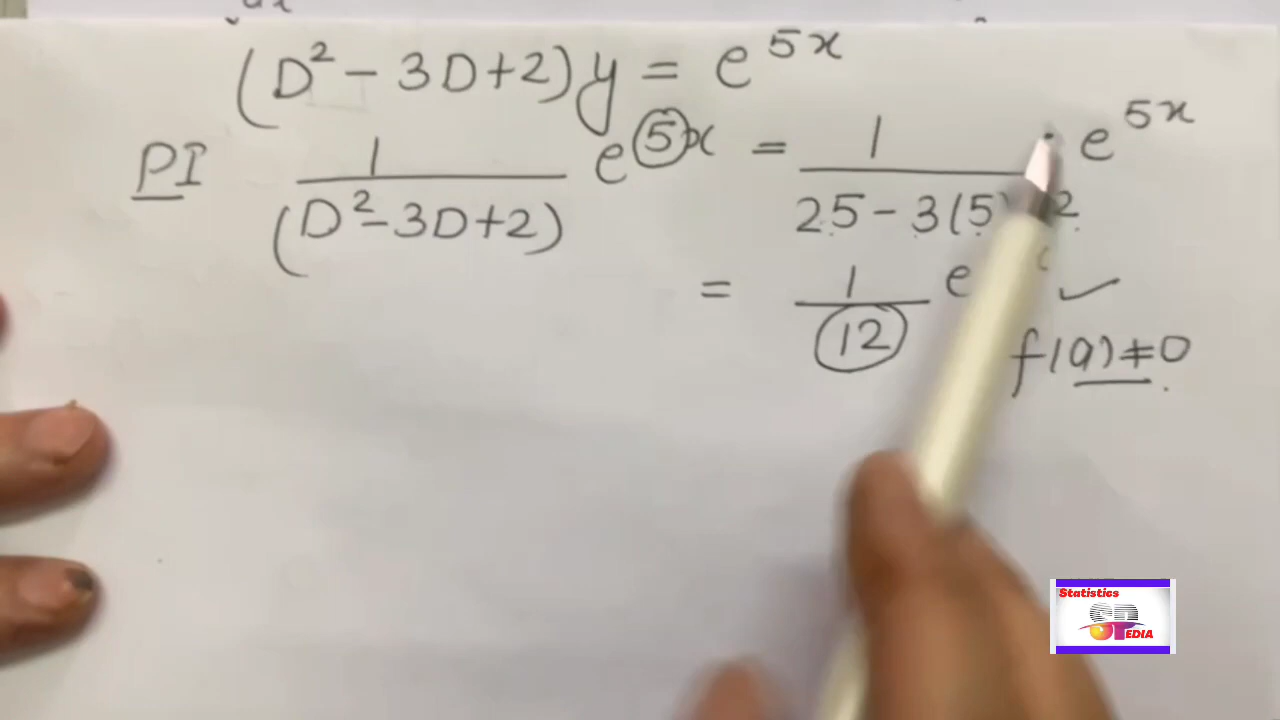 (D² - 3D + 2) y = e^5x
PI 1/(D² - 3D + 2) e^5x = 1/25 - 3(5) 2 · e^5x
= 1/12 e ✓
f(a) ≠ 0
Statistics
EDIA